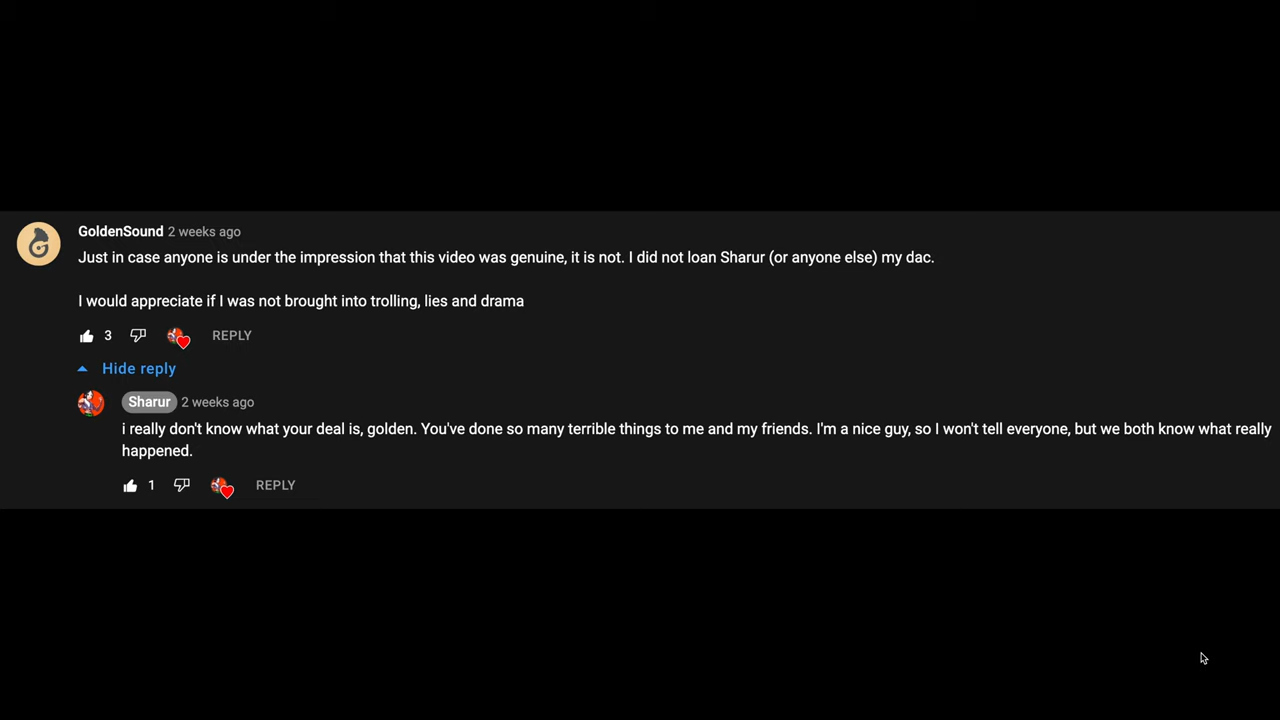 GoldenSound 2 weeks ago
Just in case anyone is under the impression that this video was genuine, it is not. I did not loan Sharur (or anyone else) my dac.
I would appreciate if I was not brought into trolling, lies and drama
3 REPLY
Hide reply
Sharur 2 weeks ago
i really don't know what your deal is, golden. You've done so many terrible things to me and my friends. I'm a nice guy, so I won't tell everyone, but we both know what really
happened.
1 REPLY